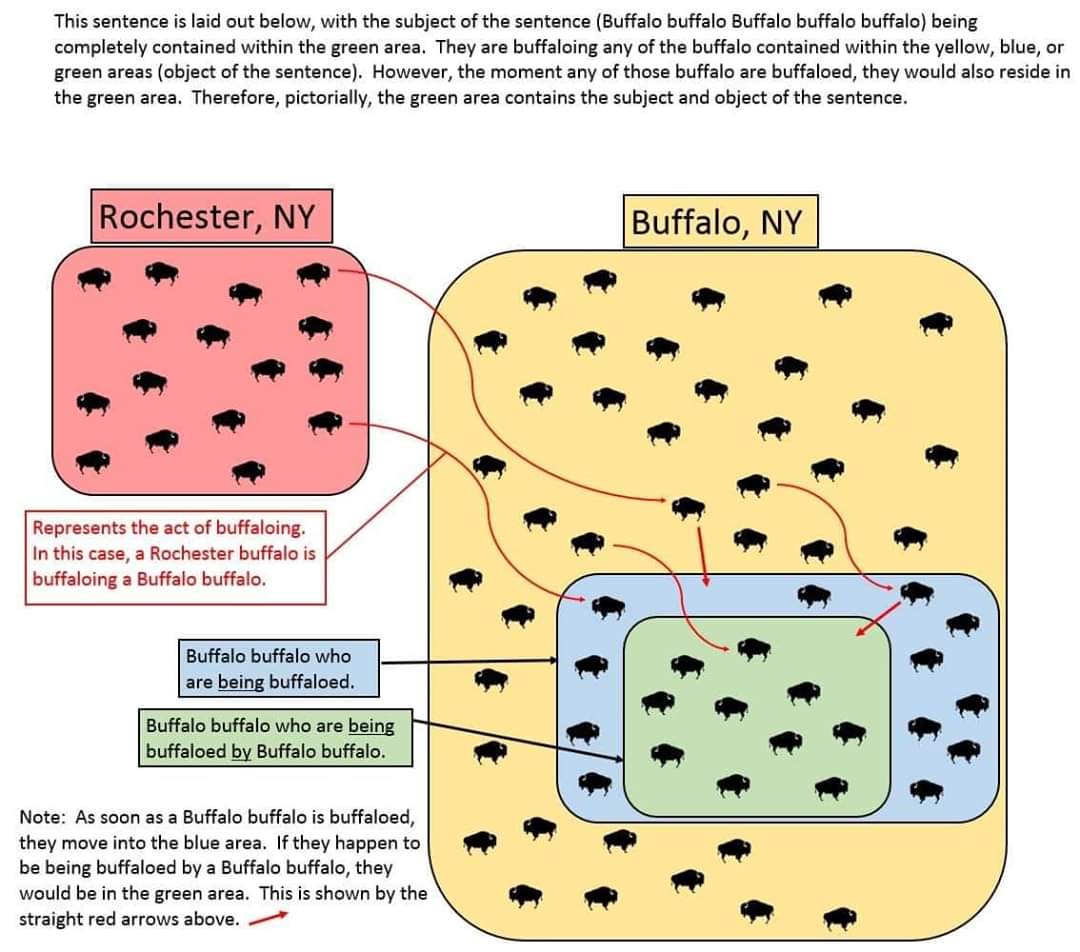 This sentence is laid out below, with the subject of the sentence (Buffalo buffalo Buffalo buffalo buffalo) being
completely contained within the green area.  They are buffaloing any of the buffalo contained within the yellow, blue, or
green areas (object of the sentence).  However, the moment any of those buffalo are buffaloed, they would also reside in
the green area.  Therefore, pictorially, the green area contains the subject and object of the sentence.
Rochester, NY
Buffalo, NY
Represents the act of buffaloing.
In this case, a Rochester buffalo is
buffaloing a Buffalo buffalo.
Buffalo buffalo who
are being buffaloed.
Buffalo buffalo who are being
buffaloed by Buffalo buffalo.
Note:  As soon as a Buffalo buffalo is buffaloed,
they move into the blue area.  If they happen to
be being buffaloed by a Buffalo buffalo, they
would be in the green area.  This is shown by the
straight red arrows above.